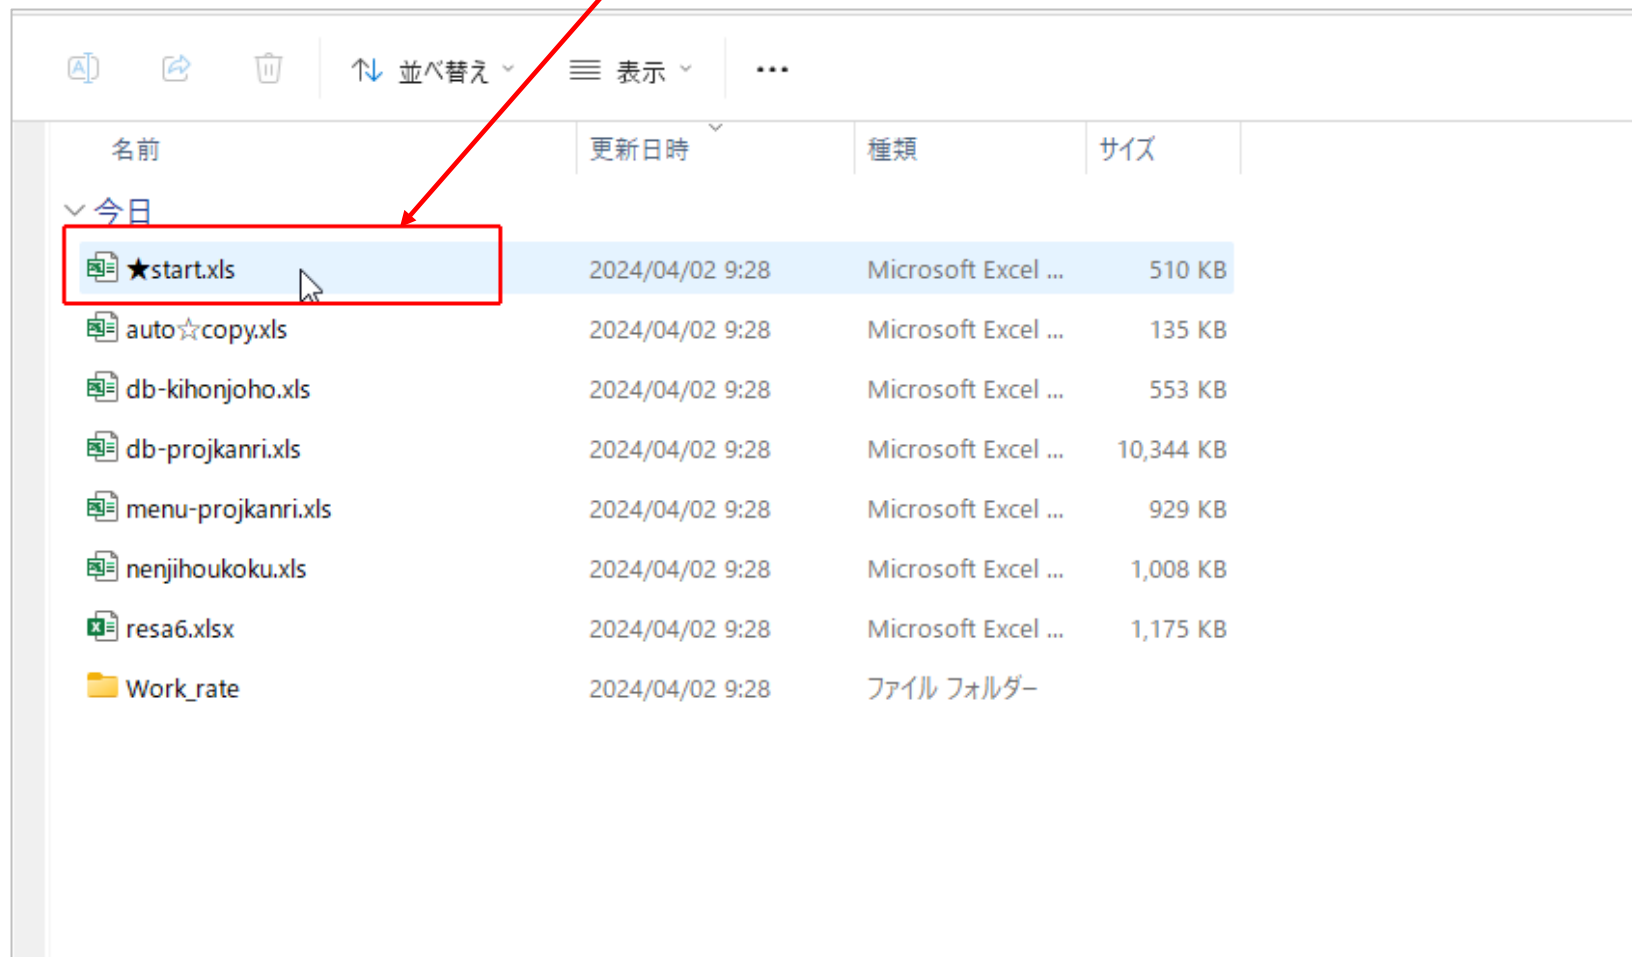 並べ替え 表示 •••
名前 更新日時 種類 サイズ
今日
★start.xls 2024/04/02 9:28 Microsoft Excel ... 510 KB
auto☆copy.xls 2024/04/02 9:28 Microsoft Excel ... 135 KB
db-kihonjoho.xls 2024/04/02 9:28 Microsoft Excel ... 553 KB
db-projkanri.xls 2024/04/02 9:28 Microsoft Excel ... 10,344 KB
menu-projkanri.xls 2024/04/02 9:28 Microsoft Excel ... 929 KB
nenjihoukoku.xls 2024/04/02 9:28 Microsoft Excel ... 1,008 KB
resa6.xlsx 2024/04/02 9:28 Microsoft Excel ... 1,175 KB
Work_rate 2024/04/02 9:28 ファイル フォルダー